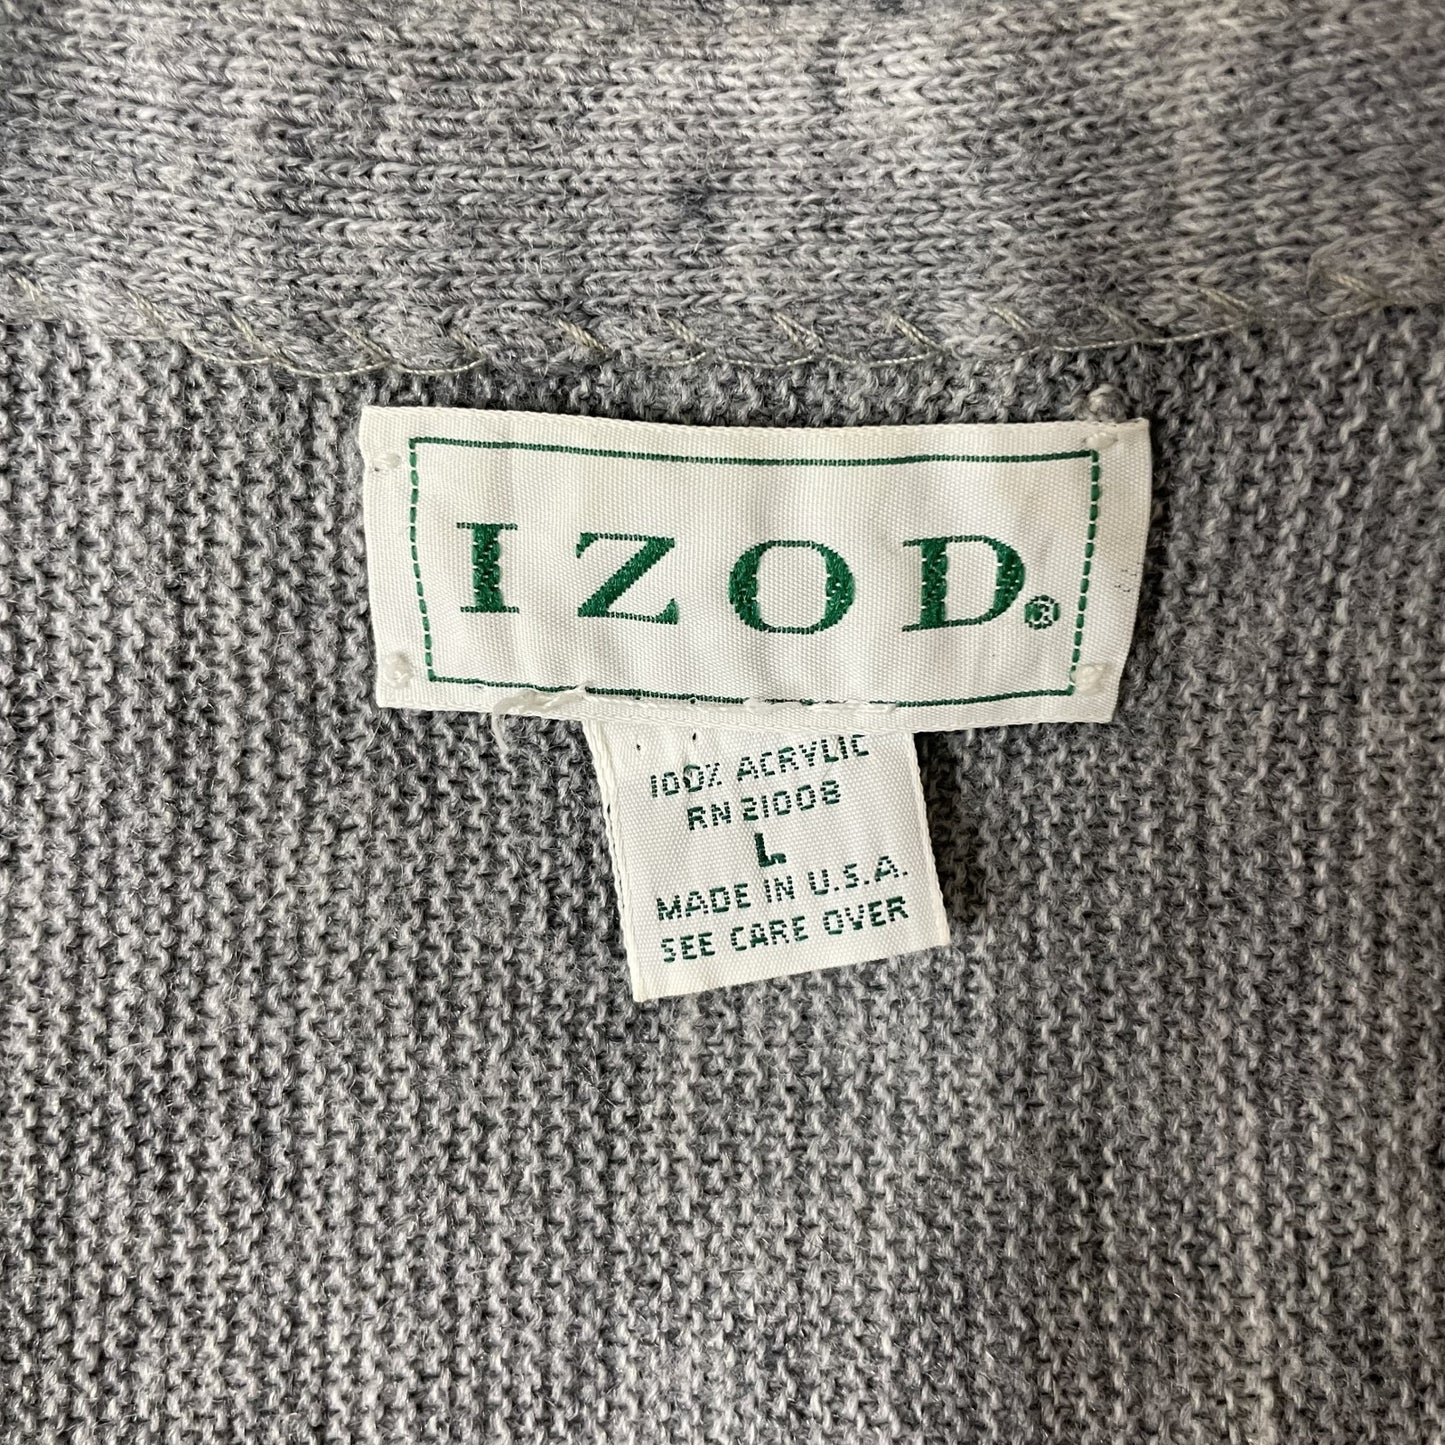 IZOD®
100% ACRYLIC
RN 21008
L
MADE IN U.S.A.
SEE CARE OVER